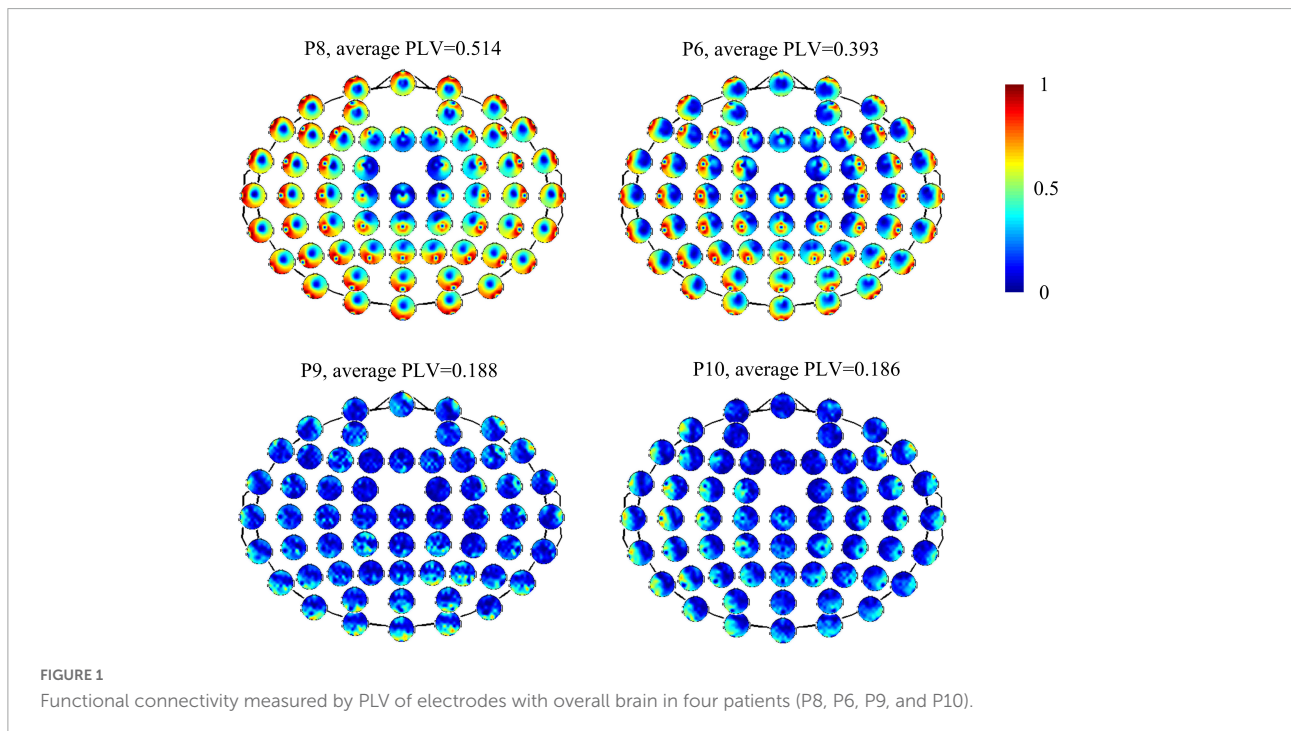 P8, average PLV=0.514
P6, average PLV=0.393
1
0.5
0
P9, average PLV=0.188
P10, average PLV=0.186
FIGURE 1
Functional connectivity measured by PLV of electrodes with overall brain in four patients (P8, P6, P9, and P10).